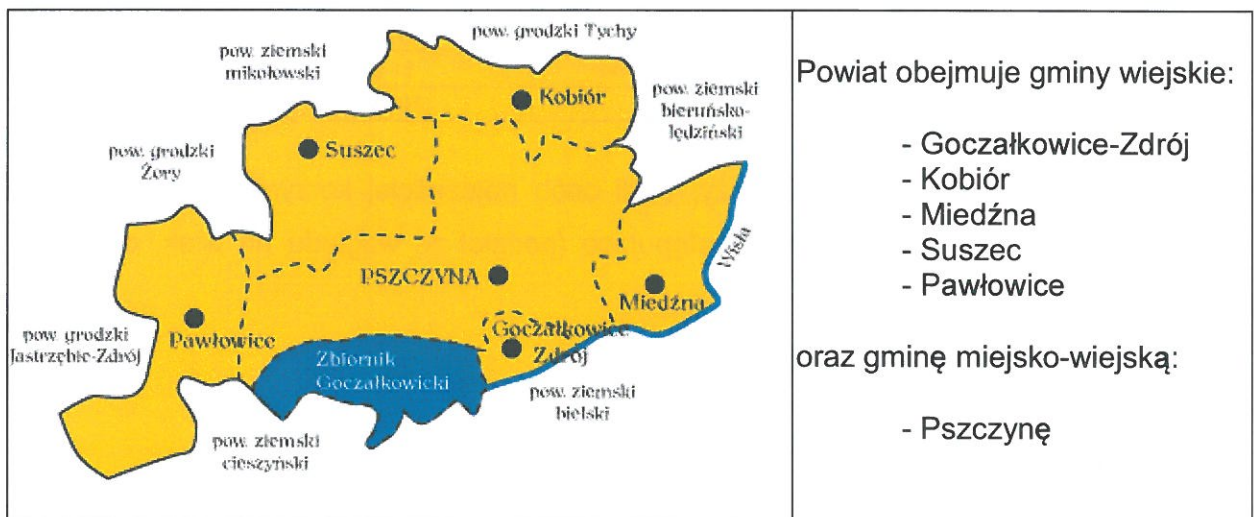 pow. grodzki Tychy
pow. ziemski
mikołowski
Kobiór
pow. ziemski
bieruńsko-
lędziński
Suszec
pow. grodzki
Żory
Wisła
PSZCZYNA
Miedźna
Pawłowice
Goczałkowice
Zdrój
pow. grodzki
Jastrzębie-Zdrój
Zbiornik
Goczałkowicki
pow. ziemski
bielski
pow. ziemski
cieszyński
Powiat obejmuje gminy wiejskie:
- Goczałkowice-Zdrój
- Kobiór
- Miedźna
- Suszec
- Pawłowice
oraz gminę miejsko-wiejską:
- Pszczynę